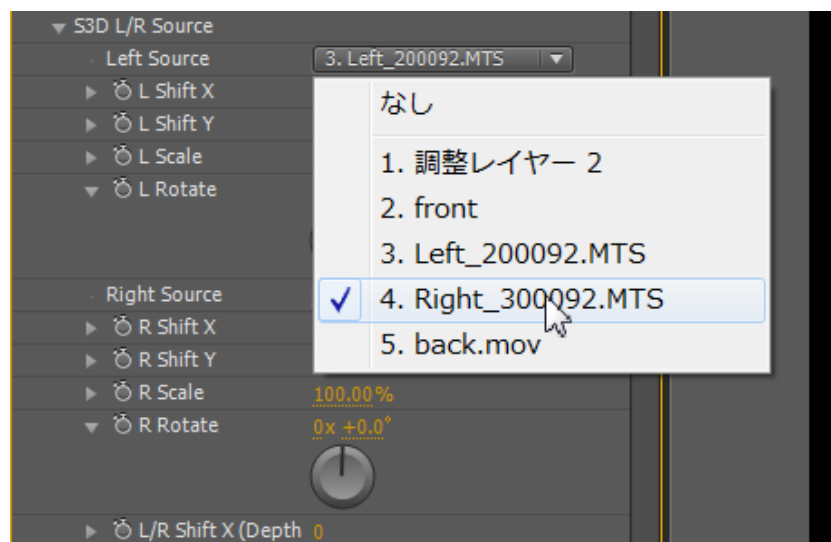 S3D L/R Source
Left Source 3. Left_200092.MTS
L Shift X
なし
L Shift Y
L Scale
1. 調整レイヤー 2
L Rotate
2. front
3. Left_200092.MTS
Right Source
4. Right_300092.MTS
R Shift X
5. back.mov
R Shift Y
R Scale 100.00%
R Rotate 0x +0.0°
L/R Shift X (Depth 0